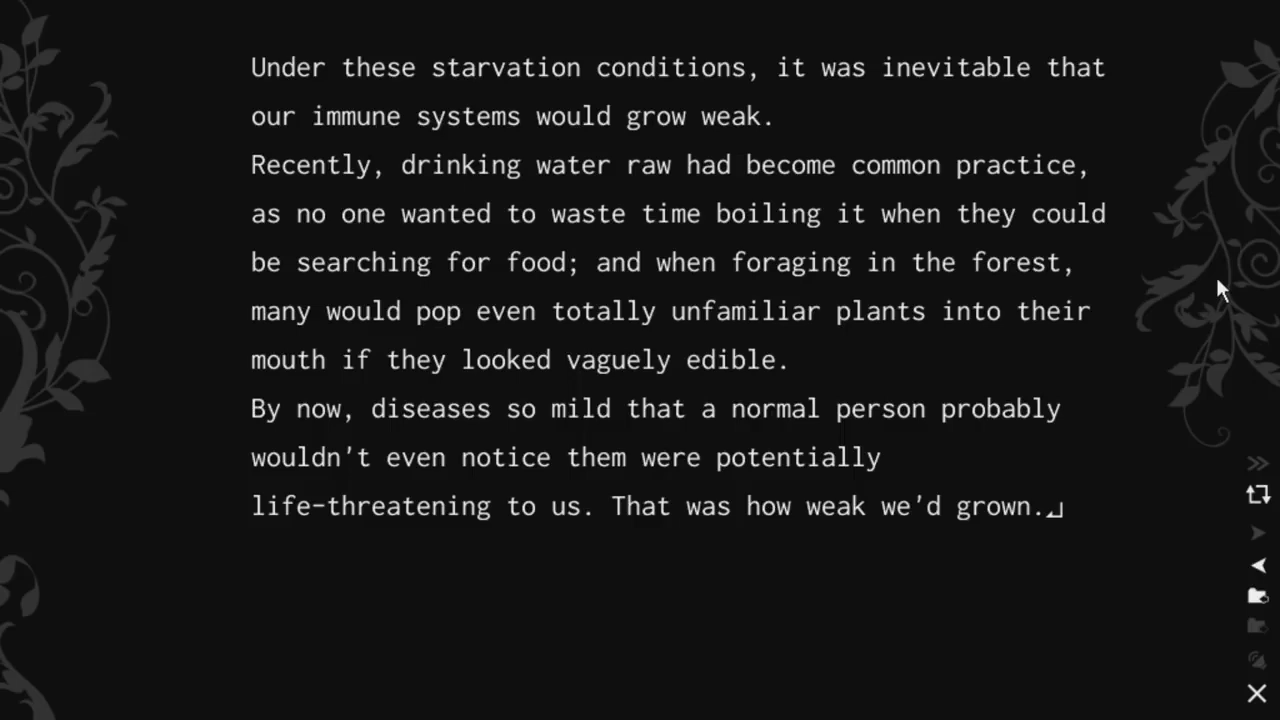 Under these starvation conditions, it was inevitable that
our immune systems would grow weak.
Recently, drinking water raw had become common practice,
as no one wanted to waste time boiling it when they could
be searching for food; and when foraging in the forest,
many would pop even totally unfamiliar plants into their
mouth if they looked vaguely edible.
By now, diseases so mild that a normal person probably
wouldn't even notice them were potentially
life-threatening to us. That was how weak we'd grown.